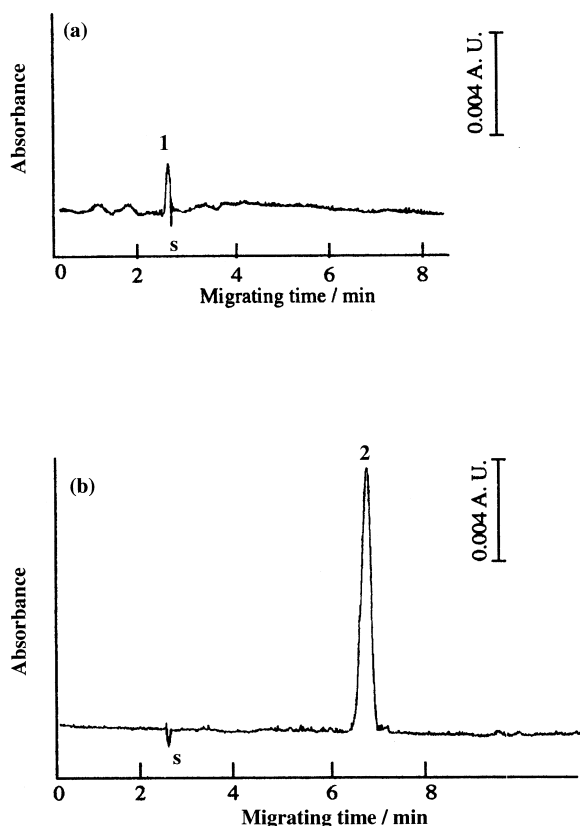 (a)
0.004 A. U.
Absorbance
1
s
0 2 4 6 8
Migrating time / min
2
(b)
0.004 A. U.
Absorbance
s
0 2 4 6 8
Migrating time / min